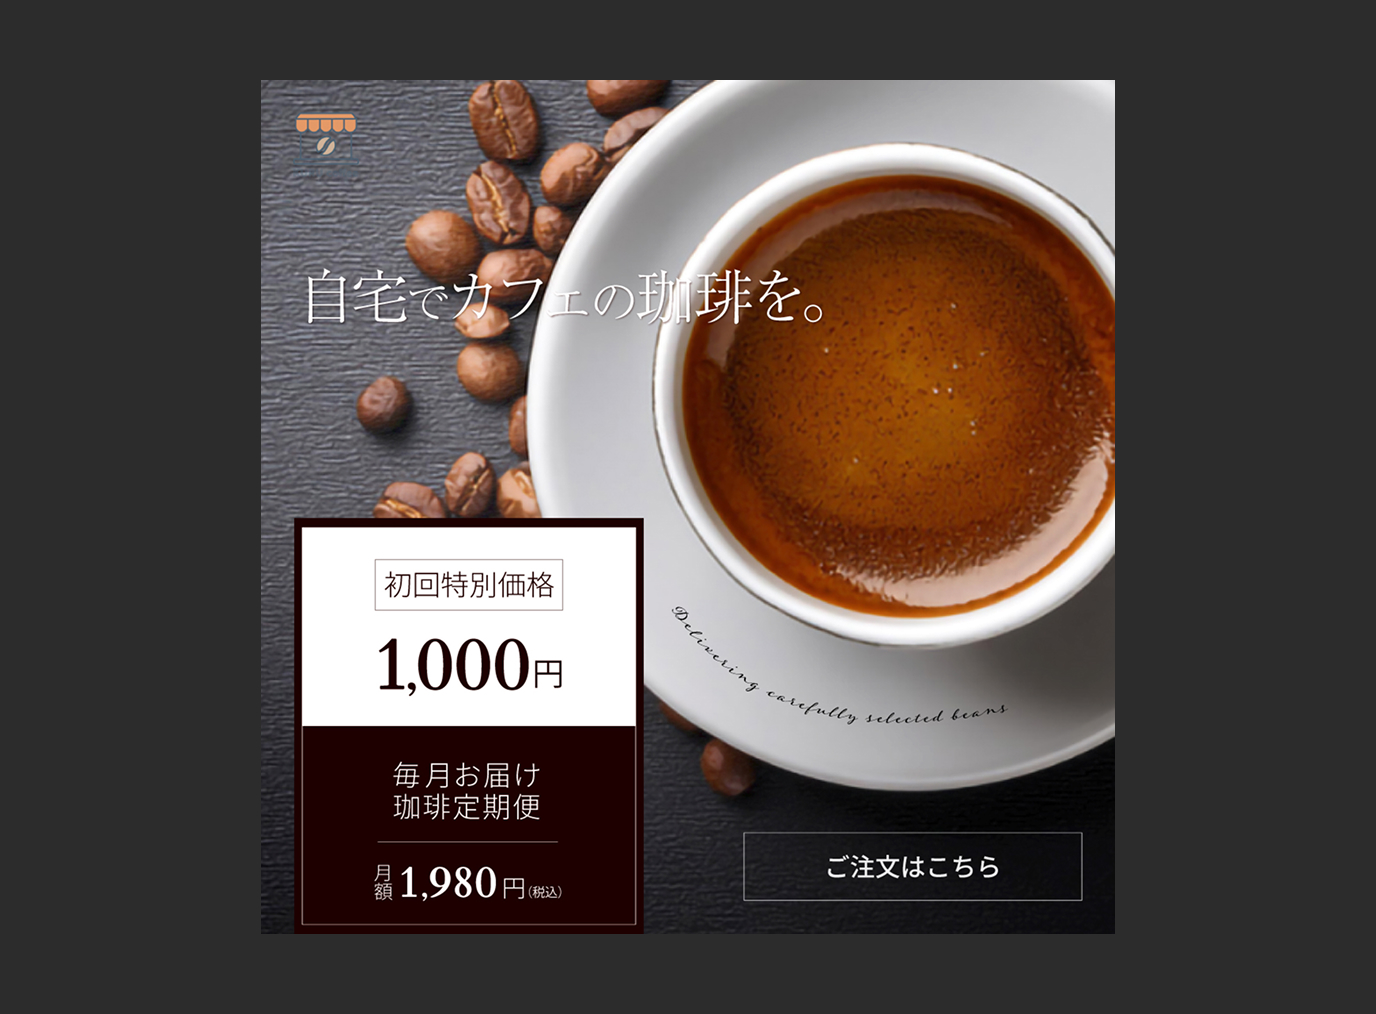 自宅でカフェの珈琲を。
初回特別価格
1,000円
毎月お届け
珈琲定期便
月額1,980円(税込)
Delivering carefully selected beans
ご注文はこちら